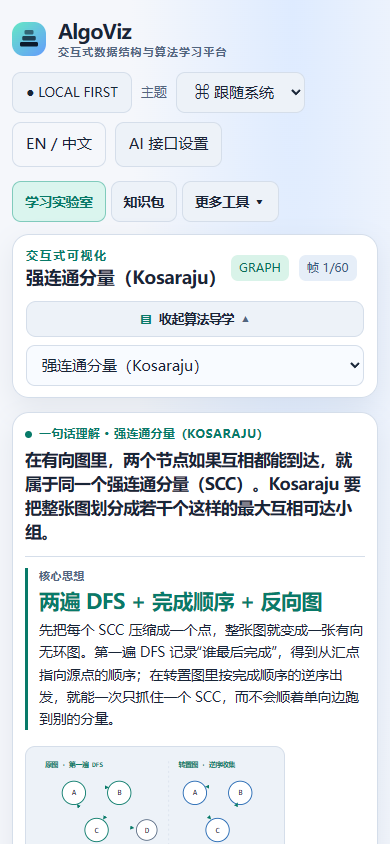 AlgoViz
交互式数据结构与算法学习平台
● LOCAL FIRST
主题
⌘ 跟随系统
EN / 中文
AI 接口设置
学习实验室
知识包
更多工具 ▼
交互式可视化
强连通分量（Kosaraju）
GRAPH
帧 1/60
▤ 收起算法导学 ▲
强连通分量（Kosaraju）
一句话理解 • 强连通分量（KOSARAJU）
在有向图里，两个节点如果互相都能到达，就
属于同一个强连通分量（SCC）。Kosaraju 要
把整张图划分成若干个这样的最大互相可达小
组。
核心思想
两遍 DFS + 完成顺序 + 反向图
先把每个 SCC 压缩成一个点，整张图就变成一张有向
无环图。第一遍 DFS 记录“谁最后完成”，得到从汇点
指向源点的顺序；在转置图里按完成顺序的逆序出
发，就能一次只抓住一个 SCC，而不会顺着单向边跑
到别的分量。
原图 · 第一遍 DFS
转置图 · 逆序收集
A
B
A
B
C
D
C